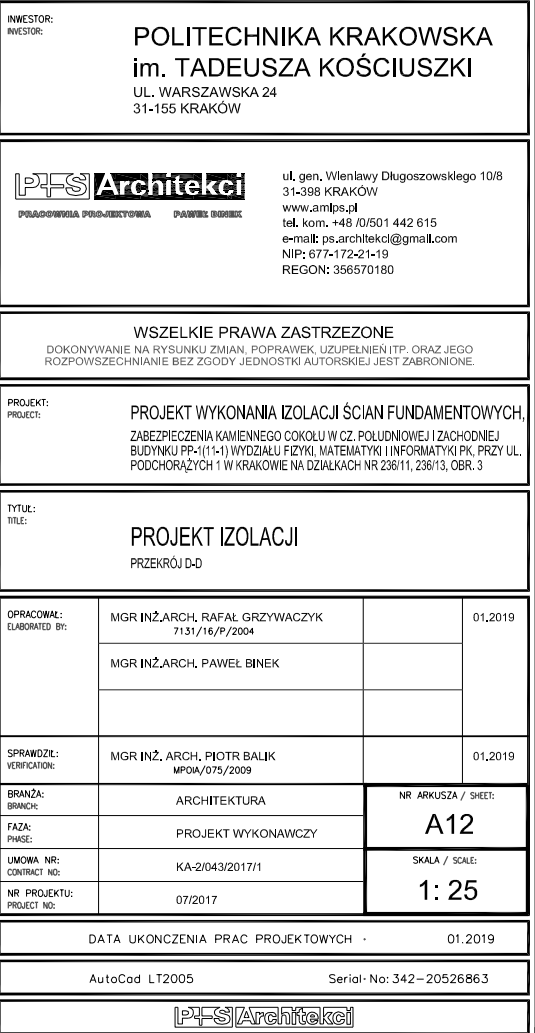 INWESTOR:
INVESTOR:
POLITECHNIKA KRAKOWSKA
im. TADEUSZA KOŚCIUSZKI
UL. WARSZAWSKA 24
31-155 KRAKÓW
P+S Architekci
PRACOWNIA PROJEKTOWA PAWEŁ BINEK
ul. gen. Wieniawy Długoszowskiego 10/8
31-398 KRAKÓW
www.amips.pl
tel. kom. +48 /0/501 442 615
e-mail: ps.architekci@gmail.com
NIP: 677-172-21-19
REGON: 356570180
WSZELKIE PRAWA ZASTRZEZONE
DOKONYWANIE NA RYSUNKU ZMIAN, POPRAWEK, UZUPEŁNIEŃ ITP. ORAZ JEGO
ROZPOWSZECHNIANIE BEZ ZGODY JEDNOSTKI AUTORSKIEJ JEST ZABRONIONE.
PROJEKT:
PROJECT:
PROJEKT WYKONANIA IZOLACJI ŚCIAN FUNDAMENTOWYCH,
ZABEZPIECZENIA KAMIENNEGO COKOŁU W CZ. POŁUDNIOWEJ I ZACHODNIEJ
BUDYNKU PP-1(11-1) WYDZIAŁU FIZYKI, MATEMATYKI I INFORMATYKI PK, PRZY UL.
PODCHORĄŻYCH 1 W KRAKOWIE NA DZIAŁKACH NR 236/11, 236/13, OBR. 3
TYTUŁ:
TITLE:
PROJEKT IZOLACJI
PRZEKRÓJ D-D
OPRACOWAŁ:
ELABORATED BY:
MGR INŻ.ARCH. RAFAŁ GRZYWACZYK
7131/16/P/2004
01.2019
MGR INŻ.ARCH. PAWEŁ BINEK
SPRAWDZIŁ:
VERIFICATION:
MGR INŻ. ARCH. PIOTR BALIK
MPOIA/075/2009
01.2019
BRANŻA:
BRANCH:
ARCHITEKTURA
FAZA:
PHASE:
PROJEKT WYKONAWCZY
UMOWA NR:
CONTRACT NO:
KA-2/043/2017/1
NR PROJEKTU:
PROJECT NO:
07/2017
NR ARKUSZA / SHEET:
A12
SKALA / SCALE:
1: 25
DATA UKONCZENIA PRAC PROJEKTOWYCH - 01.2019
AutoCad LT2005 Serial-No: 342-20526863
P+S Architekci